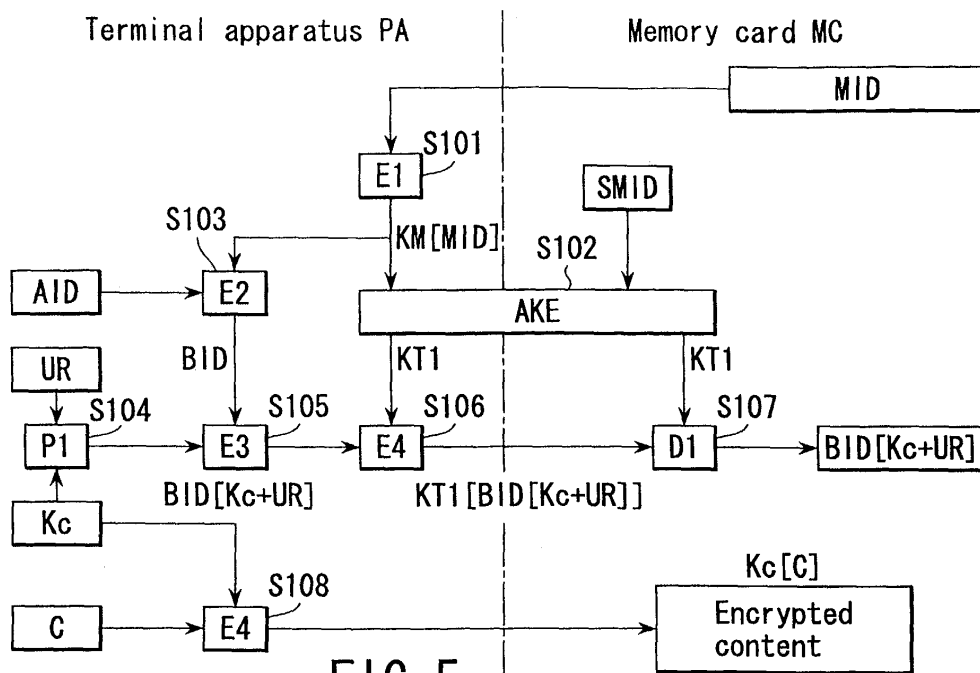 Terminal apparatus PA
Memory card MC
MID
S101
E1
SMID
S103
KM[MID]
S102
AID
E2
AKE
BID
KT1
KT1
UR
S104
S105
S106
S107
P1
E3
E4
D1
BID[Kc+UR]
BID[Kc+UR]
KT1[BID[Kc+UR]]
Kc
Kc[C]
S108
C
E4
Encrypted
content